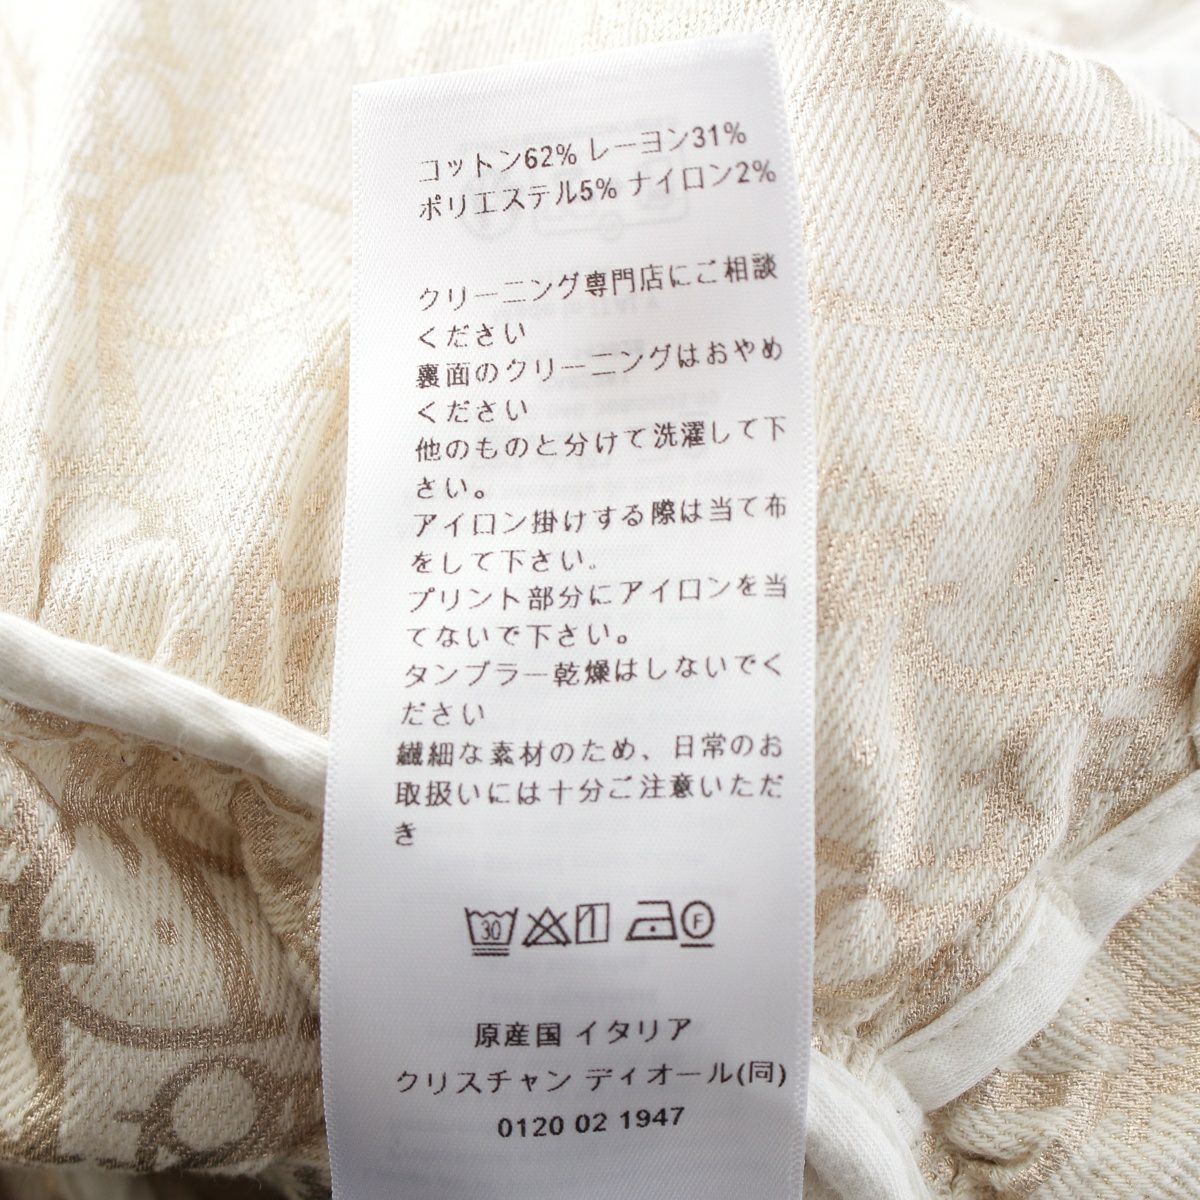 コットン62% レーヨン31%
ポリエステル5% ナイロン2%
クリーニング専門店にご相談
ください
裏面のクリーニングはおやめ
ください
他のものと分けて洗濯して下
さい。
アイロン掛けする際は当て布
をして下さい。
プリント部分にアイロンを当
てないで下さい。
タンブラー乾燥はしないでく
ださい
繊細な素材のため、日常のお
取扱いには十分ご注意いただ
き
30 F
原産国 イタリア
クリスチャン ディオール(同)
0120 02 1947